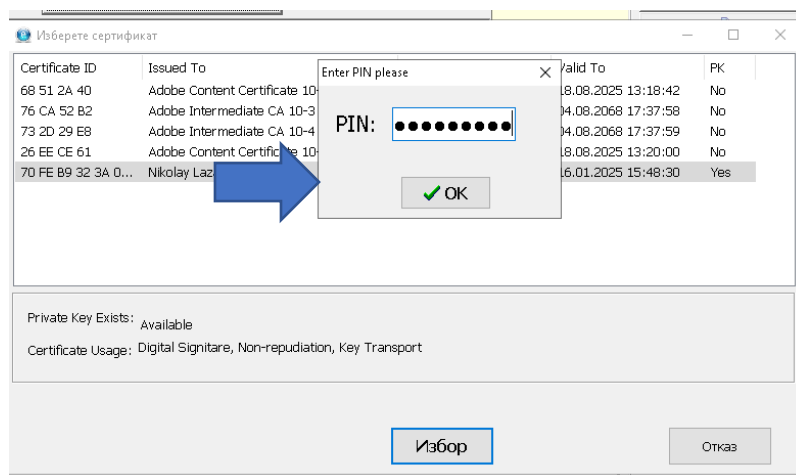 Изберете сертификат
Certificate ID Issued To Valid To PK
68 51 2A 40 Adobe Content Certificate 10- 18.08.2025 13:18:42 No
76 CA 52 B2 Adobe Intermediate CA 10-3 04.08.2068 17:37:58 No
73 2D 29 E8 Adobe Intermediate CA 10-4 04.08.2068 17:37:59 No
26 EE CE 61 Adobe Content Certificate 10- 18.08.2025 13:20:00 No
70 FE B9 32 3A 0... Nikolay 16.01.2025 15:48:30 Yes
Enter PIN please
PIN: ●●●●●●●●●
OK
Private Key Exists: Available
Certificate Usage: Digital Signitare, Non-repudiation, Key Transport
Избор Отказ